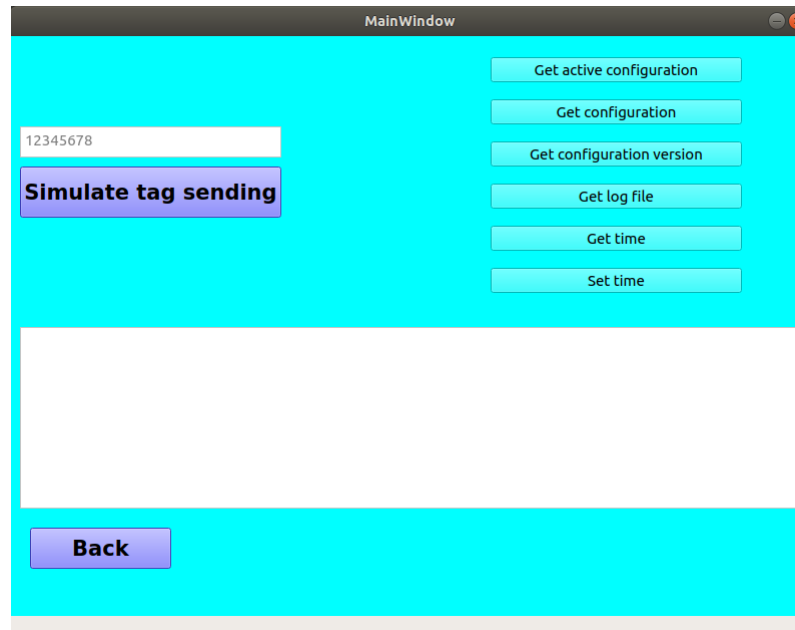 MainWindow
Get active configuration
Get configuration
12345678
Get configuration version
Simulate tag sending
Get log file
Get time
Set time
Back